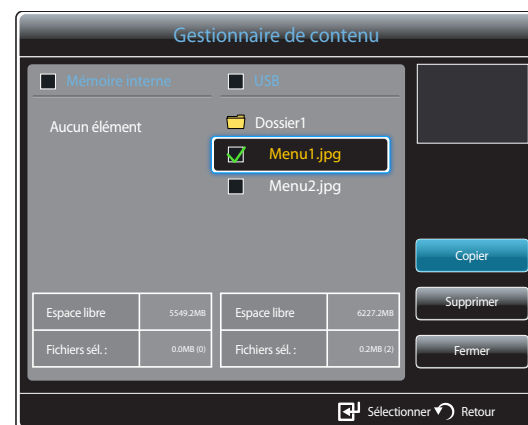 Gestionnaire de contenu
Mémoire interne
USB
Aucun élément
Dossier1
Menu1.jpg
Menu2.jpg
Copier
Supprimer
Fermer
Espace libre 5549.2MB
Fichiers sél. : 0.0MB (0)
Espace libre 6227.2MB
Fichiers sél. : 0.2MB (2)
Sélectionner Retour